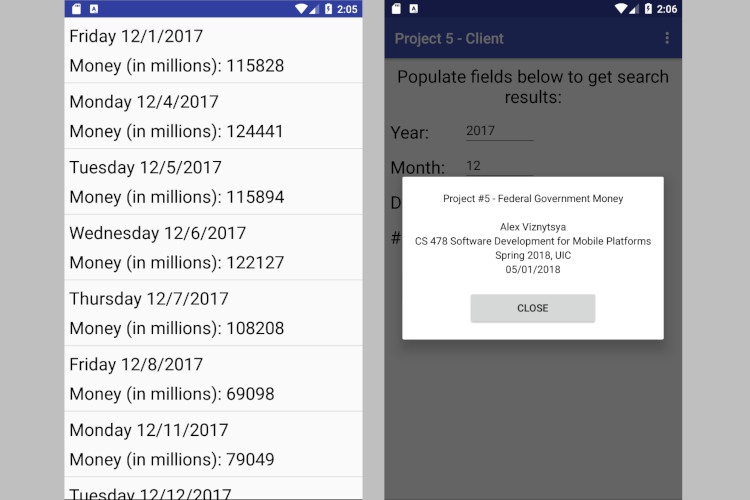 2:05
Friday 12/1/2017
Money (in millions): 115828
Monday 12/4/2017
Money (in millions): 124441
Tuesday 12/5/2017
Money (in millions): 115894
Wednesday 12/6/2017
Money (in millions): 122127
Thursday 12/7/2017
Money (in millions): 108208
Friday 12/8/2017
Money (in millions): 69098
Monday 12/11/2017
Money (in millions): 79049
Tuesday 12/12/2017
2:06
Project 5 - Client
Populate fields below to get search
results:
Year: 2017
Month: 12
D
#
Project #5 - Federal Government Money
Alex Viznytsya
CS 478 Software Development for Mobile Platforms
Spring 2018, UIC
05/01/2018
CLOSE